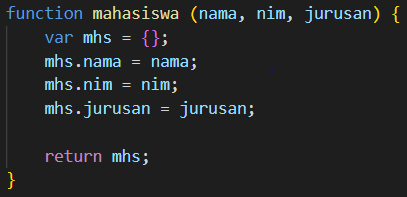 function mahasiswa (nama, nim, jurusan) {
    var mhs = {};
    mhs.nama = nama;
    mhs.nim = nim;
    mhs.jurusan = jurusan;

    return mhs;
}